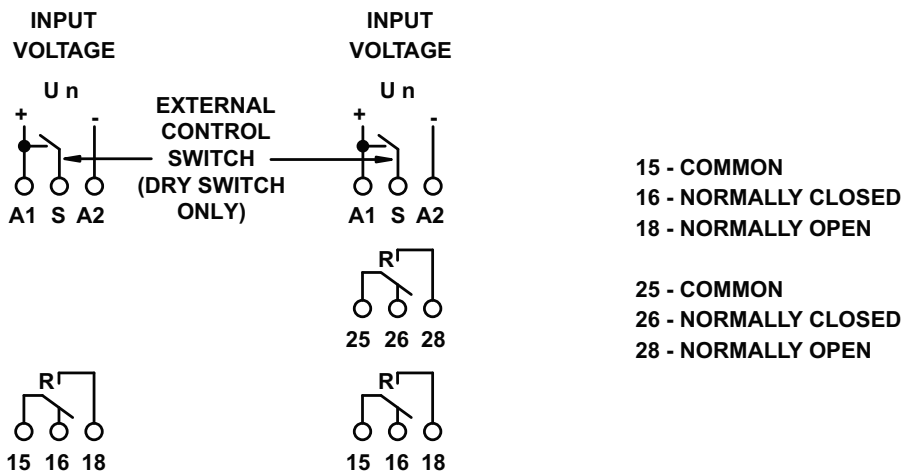 INPUT
VOLTAGE
U n
+ -
A1 S A2
EXTERNAL
CONTROL
SWITCH
(DRY SWITCH
ONLY)
INPUT
VOLTAGE
U n
+ -
A1 S A2
R
25 26 28
R
15 16 18
R
15 16 18
15 - COMMON
16 - NORMALLY CLOSED
18 - NORMALLY OPEN
25 - COMMON
26 - NORMALLY CLOSED
28 - NORMALLY OPEN